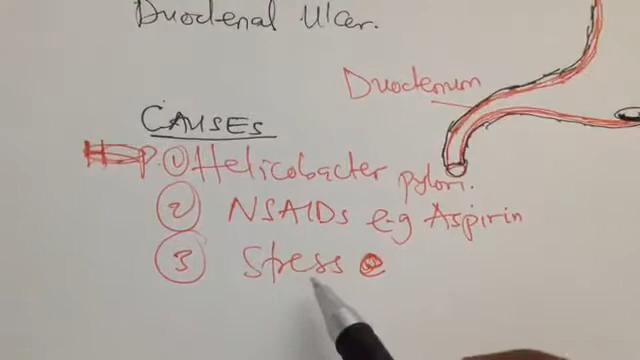 Duodenal Ulcer.
Duodenum
CAUSES
① Helicobacter pylori.
② NSAIDs e.g Aspirin
③ Stress